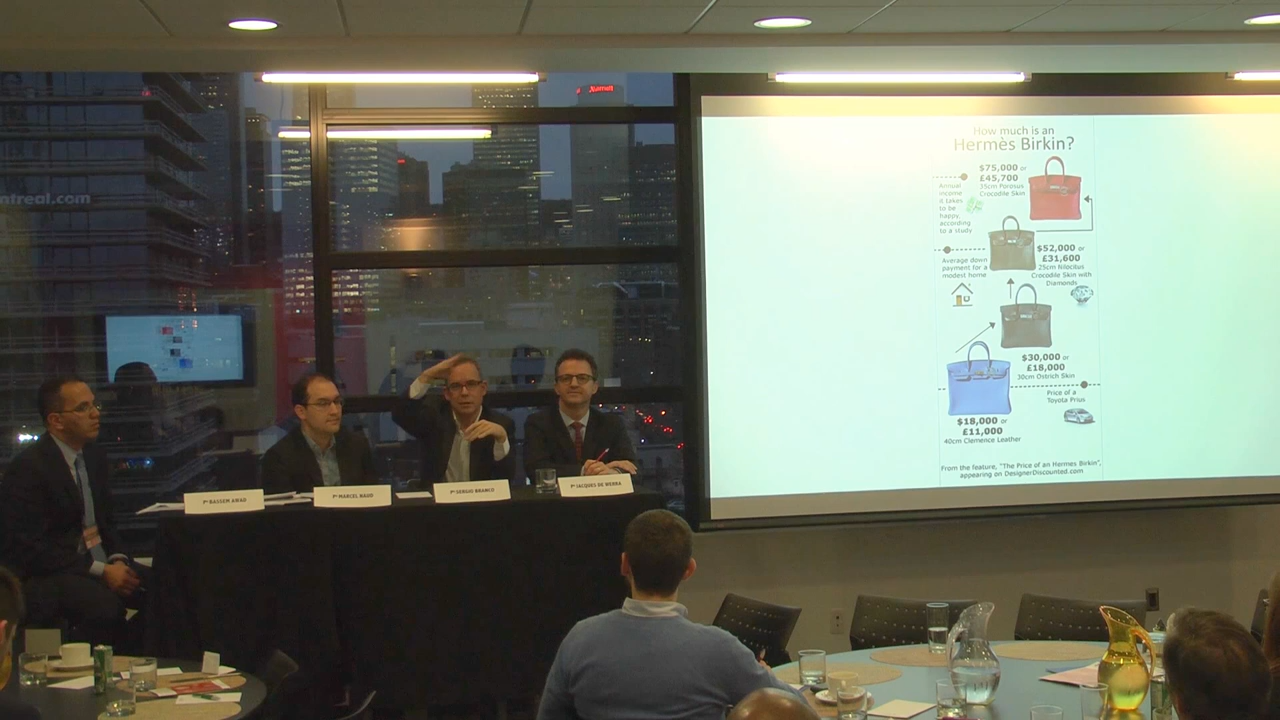 Marriott
ntreal.com
How much is an
Hermès Birkin?
$75,000 or
£45,700
35cm Porosus
Crocodile Skin
Annual
income
it takes
to be
happy,
according
to a study
$52,000 or
£31,600
25cm Nilocitus
Crocodile Skin with
Diamonds
Average down
payment for a
modest home
$30,000 or
£18,000
30cm Ostrich Skin
Price of a
Toyota Prius
$18,000 or
£11,000
40cm Clemence Leather
From the feature, "The Price of an Hermes Birkin",
appearing on DesignerDiscounted.com
Pr BASSEM AWAD
Pr MARCEL NAUD
Pr SERGIO BRANCO
Pr JACQUES DE WERRA